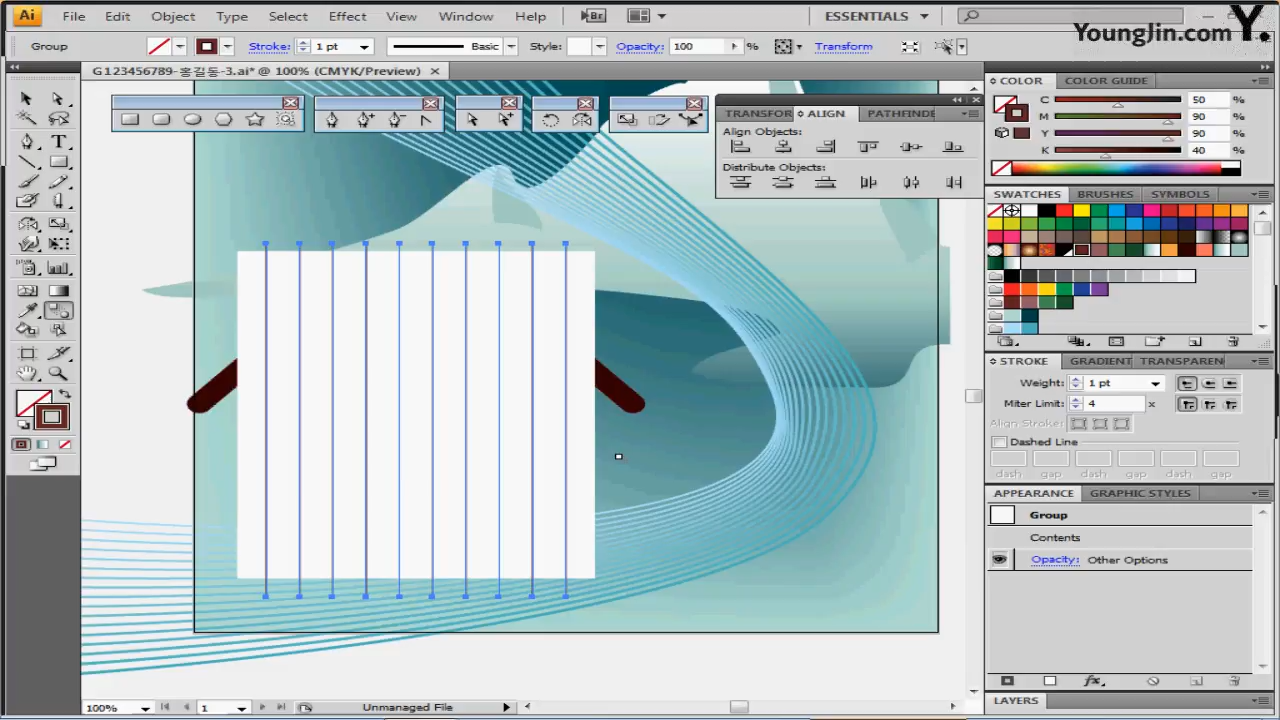 Ai File Edit Object Type Select Effect View Window Help Br ESSENTIALS
YoungJin.com Y.
Group Stroke: 1 pt Basic Style: Opacity: 100 % Transform
G123456789-홍길동-3.ai* @ 100% (CMYK/Preview)
COLOR COLOR GUIDE
C 50 %
M 90 %
Y 90 %
K 40 %
TRANSFOR ALIGN PATHFINDE
Align Objects:
Distribute Objects:
SWATCHES BRUSHES SYMBOLS
STROKE GRADIENT TRANSPAREN
Weight: 1 pt
Miter Limit: 4 x
Align Stroke:
Dashed Line
dash gap dash gap dash gap
APPEARANCE GRAPHIC STYLES
Group
Contents
Opacity: Other Options
fx
LAYERS
100% 1 Unmanaged File